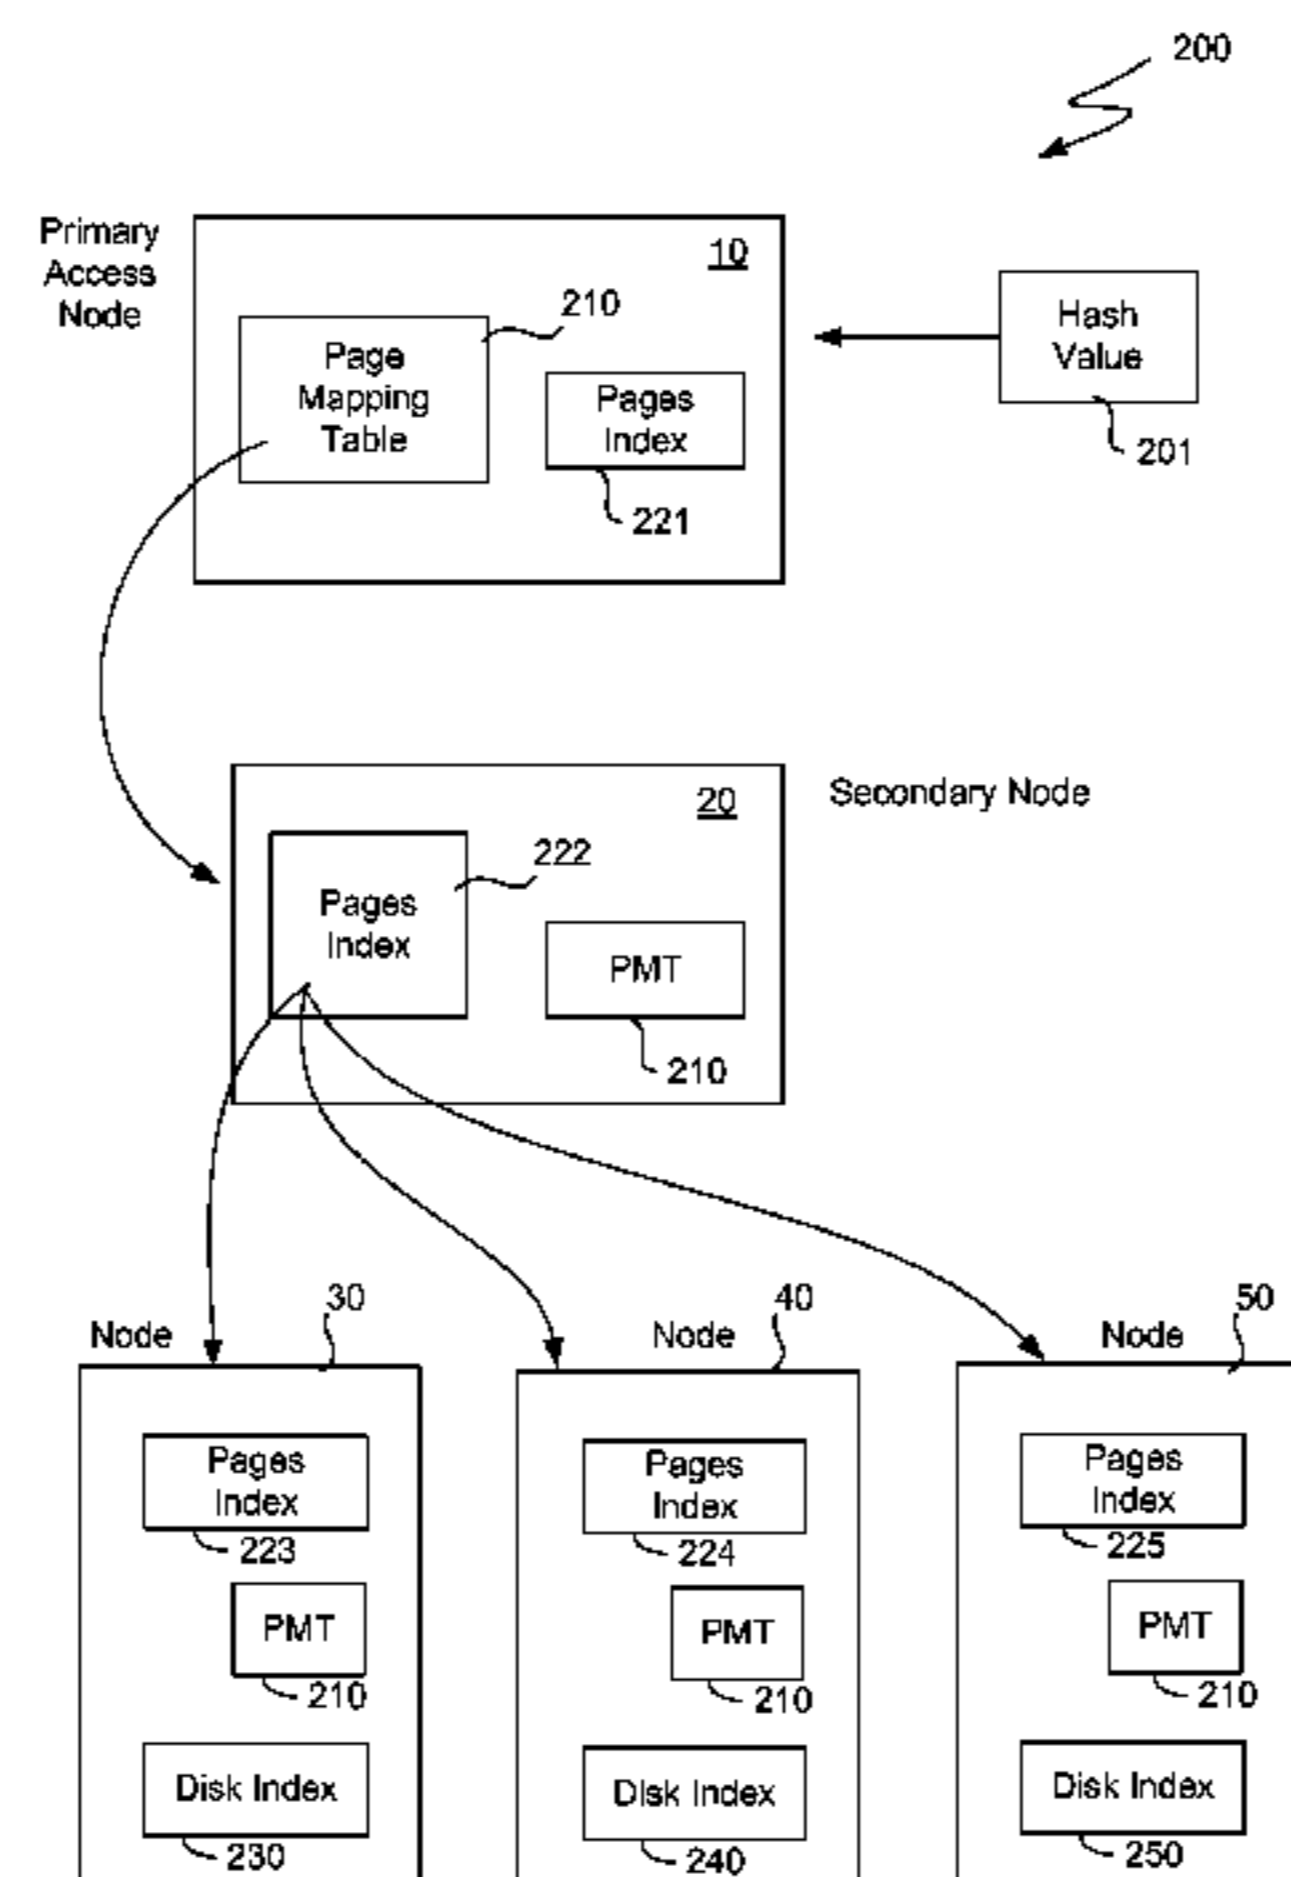 200
Primary
Access
Node
10
210
Page
Mapping
Table
Pages
Index
221
Hash
Value
201
20
Secondary Node
222
Pages
Index
PMT
210
Node
30
Node
40
Node
50
Pages
Index
223
PMT
210
Disk Index
230
Pages
Index
224
PMT
210
Disk Index
240
Pages
Index
225
PMT
210
Disk Index
250